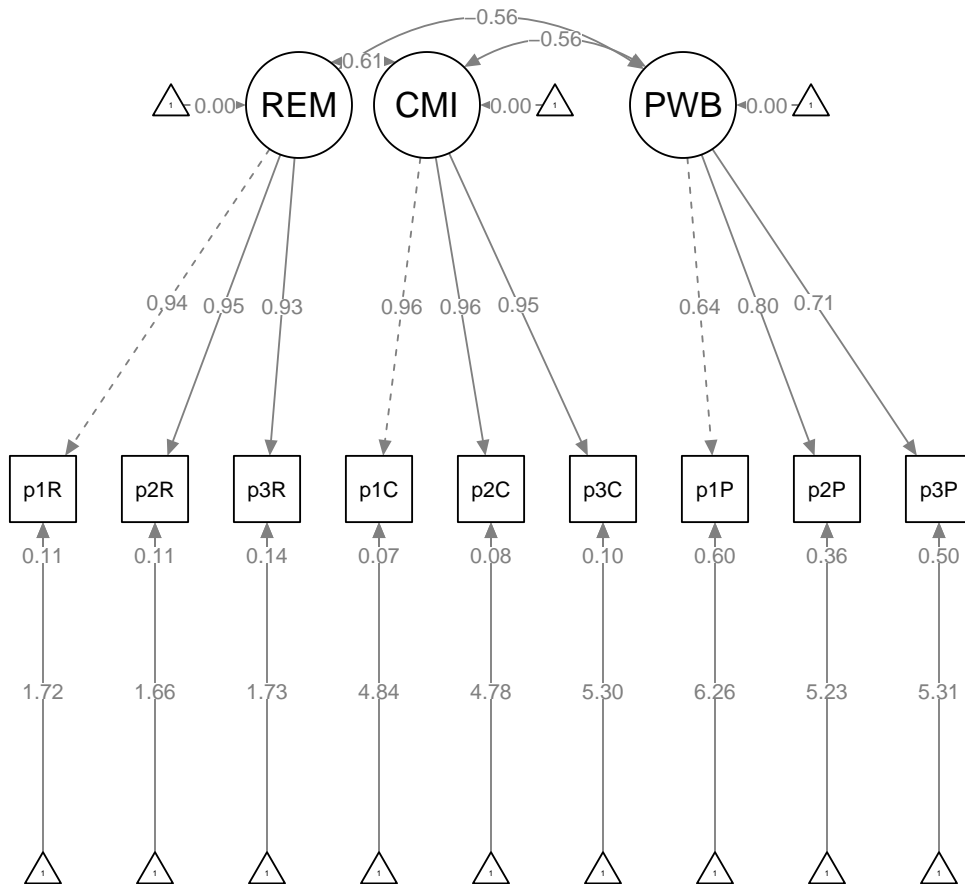 −0.56
−0.56
0.61
1 0.00 REM CMI 0.00 1 PWB 0.00 1
0.94 0.95 0.93 0.96 0.96 0.95 0.64 0.80 0.71
p1R p2R p3R p1C p2C p3C p1P p2P p3P
0.11 0.11 0.14 0.07 0.08 0.10 0.60 0.36 0.50
1.72 1.66 1.73 4.84 4.78 5.30 6.26 5.23 5.31
1 1 1 1 1 1 1 1 1